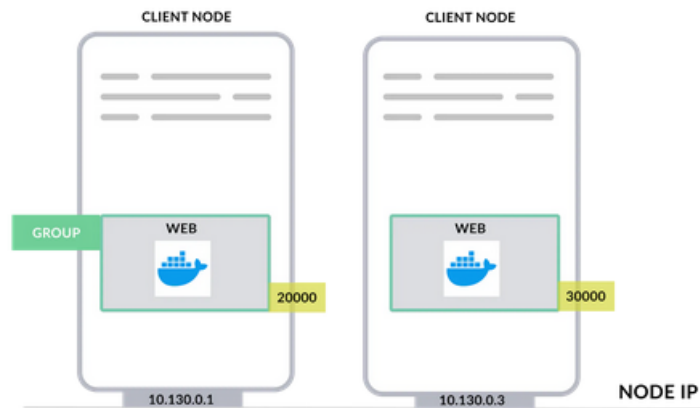 CLIENT NODE
CLIENT NODE
GROUP
WEB
WEB
20000
30000
10.130.0.1
10.130.0.3
NODE IP